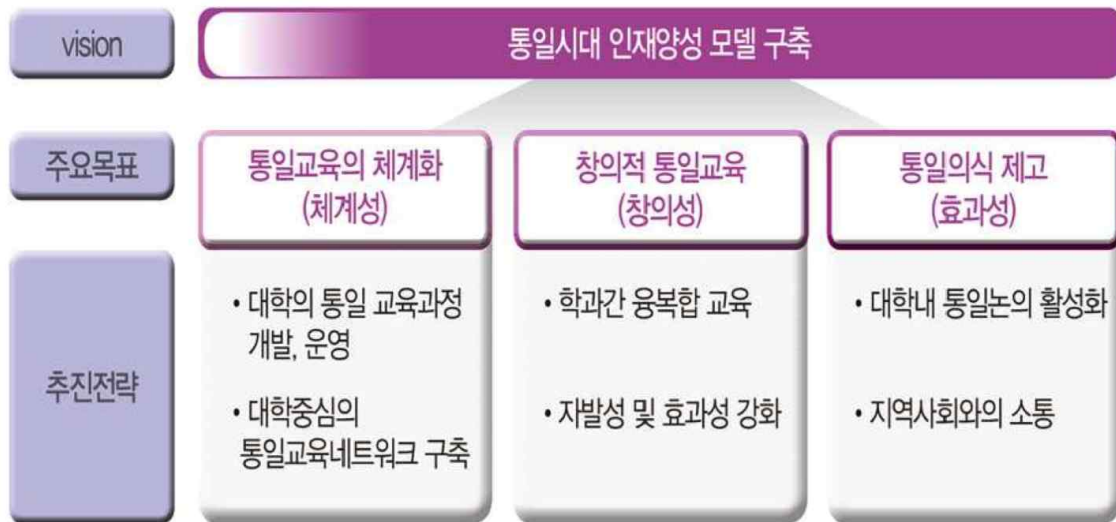 vision
통일시대 인재양성 모델 구축
주요목표
통일교육의 체계화
(체계성)
창의적 통일교육
(창의성)
통일의식 제고
(효과성)
추진전략
• 대학의 통일 교육과정
개발, 운영
• 대학중심의
통일교육네트워크 구축
• 학과간 융복합 교육
• 자발성 및 효과성 강화
• 대학내 통일논의 활성화
• 지역사회와의 소통